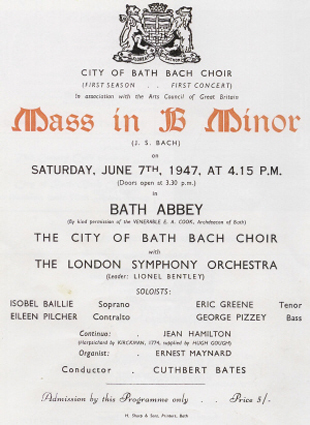 CITY OF BATH BACH CHOIR
(FIRST SEASON . . FIRST CONCERT)
In association with the Arts Council of Great Britain
Mass in B Minor
(J. S. BACH)
on
SATURDAY, JUNE 7TH, 1947, AT 4.15 P.M.
(Doors open at 3.30 p.m.)
in
BATH ABBEY
(By kind permission of the VENERABLE E. A. COOK, Archdeacon of Bath)
THE CITY OF BATH BACH CHOIR
with
THE LONDON SYMPHONY ORCHESTRA
(Leader: LIONEL BENTLEY)
SOLOISTS:
ISOBEL BAILLIE Soprano ERIC GREENE Tenor
EILEEN PILCHER Contralto GEORGE PIZZEY Bass
Continuo: JEAN HAMILTON
(Harpsichord by KIRCKMAN, 1774, supplied by HUGH GOUGH)
Organist: ERNEST MAYNARD
Conductor . CUTHBERT BATES
Admission by this Programme only . . Price 5/-
H. Sharp & Sons, Printers, Bath